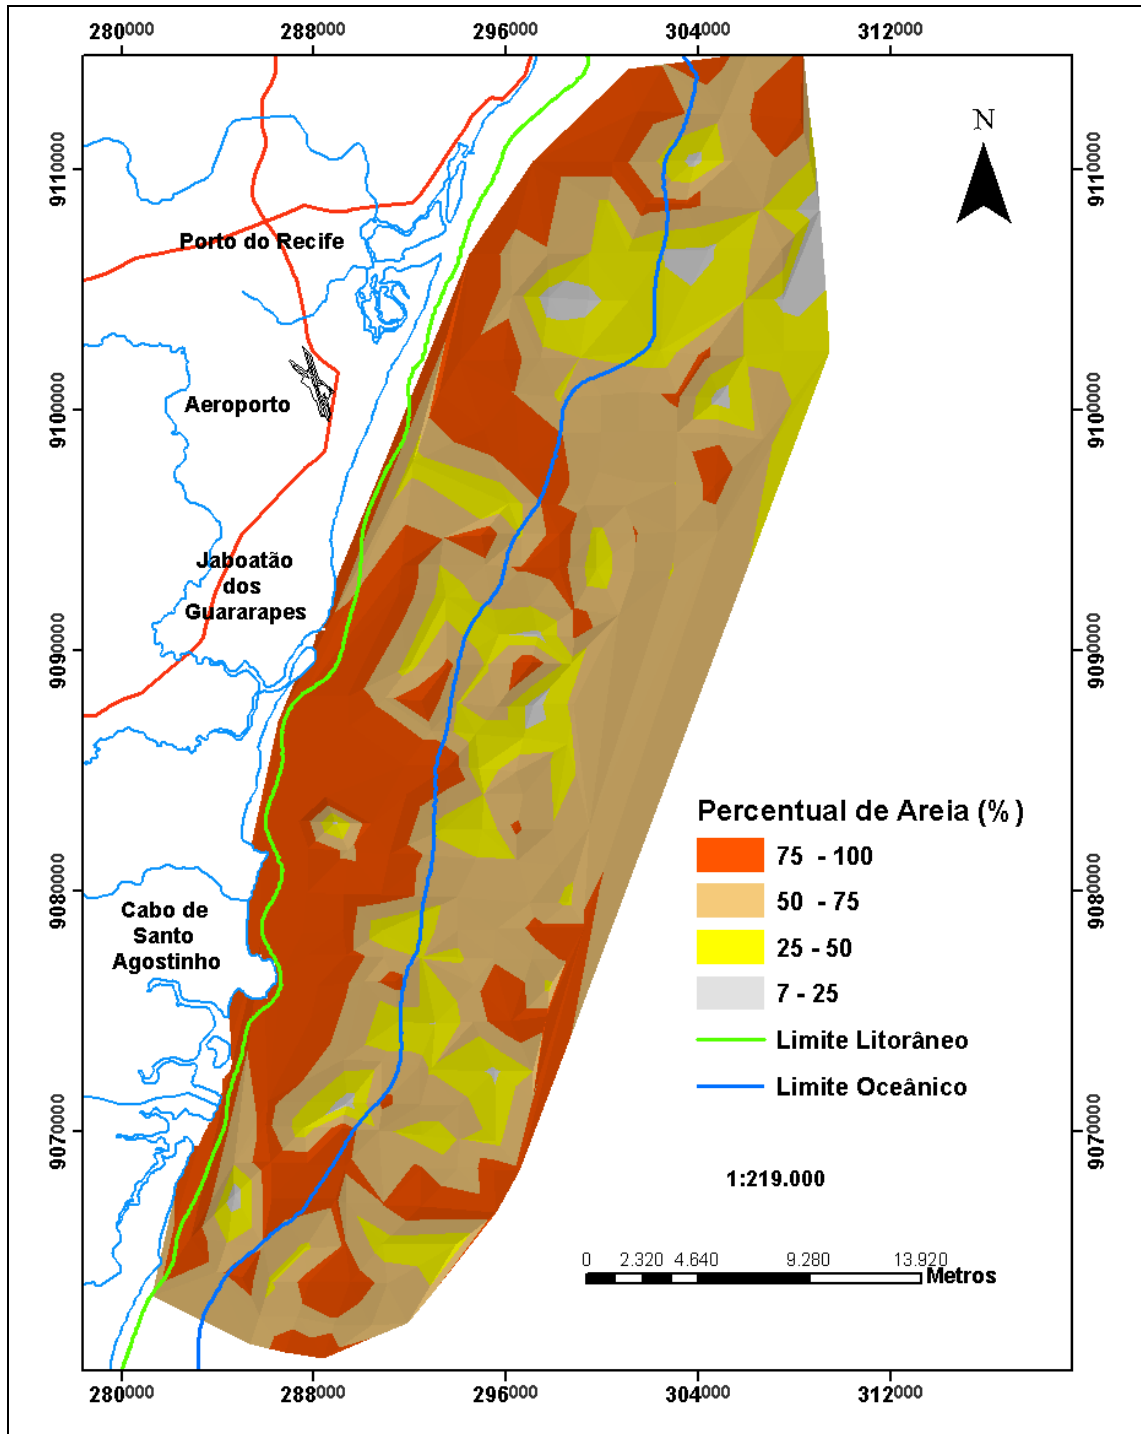 280000 288000 296000 304000 312000
N
9110000 9110000
Porto do Recife
9100000 9100000
Aeroporto
Jaboatão
dos
Guararapes
9090000 9090000
Percentual de Areia (%)
75 - 100
50 - 75
25 - 50
7 - 25
Limite Litorâneo
Limite Oceânico
9080000 9080000
Cabo de
Santo
Agostinho
9070000 9070000
1:219.000
0 2.320 4.640 9.280 13.920
Metros
280000 288000 296000 304000 312000